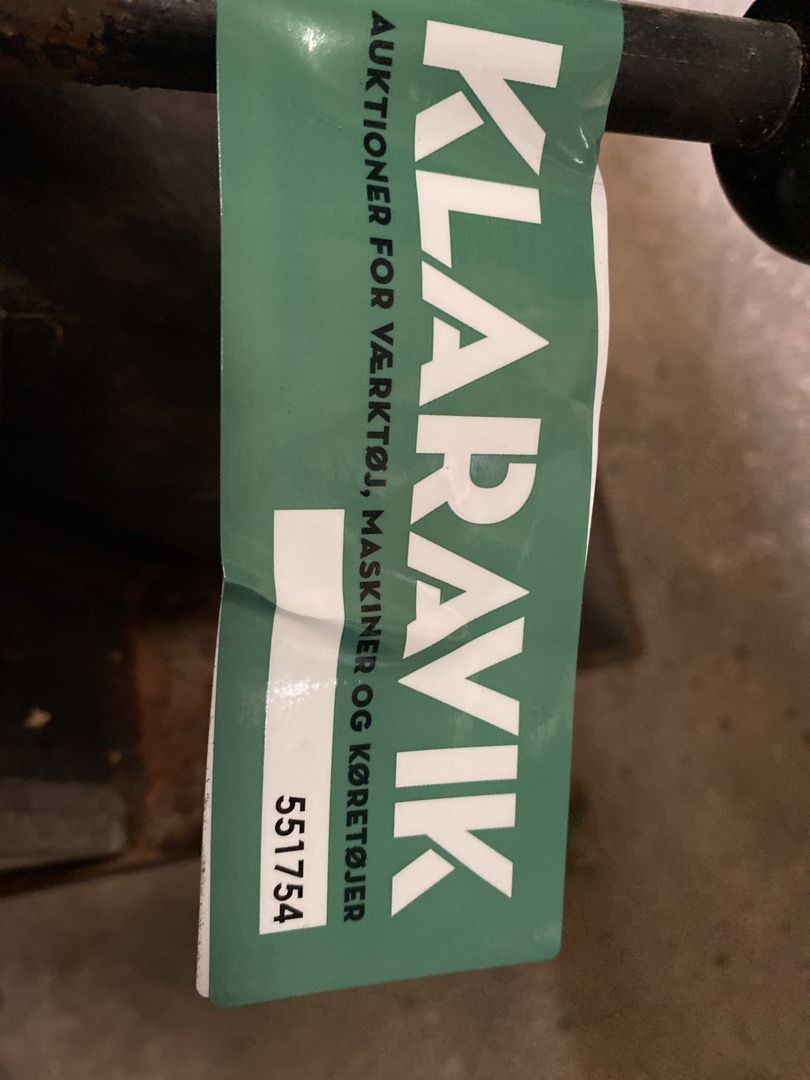 KLARAVIK
AUKTIONER FOR VÆRKTØJ, MASKINER OG KØRETØJER
551754